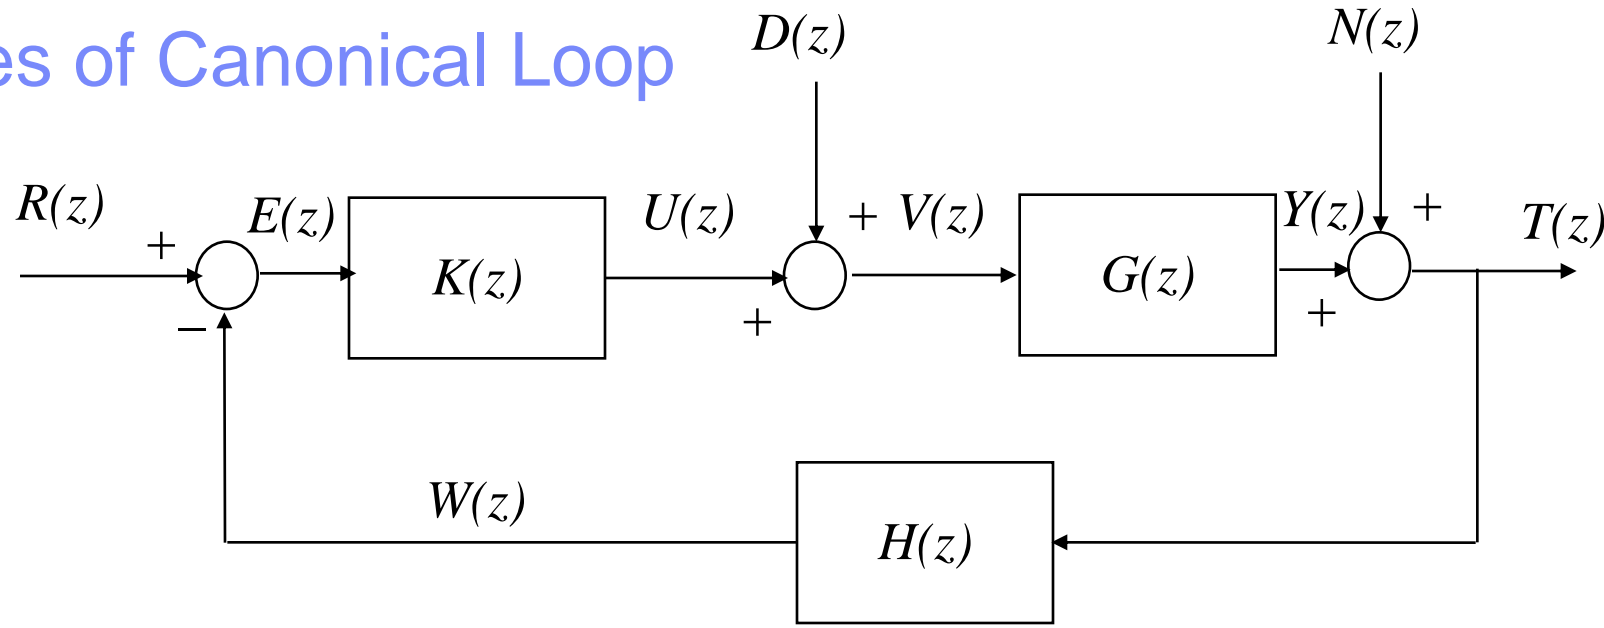 es of Canonical Loop
D(z)
N(z)
R(z)
+
E(z)
K(z)
U(z)
+
V(z)
G(z)
Y(z)
+
T(z)
–
+
+
W(z)
H(z)